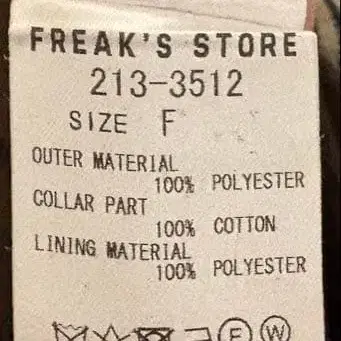 FREAK'S STORE
213-3512
SIZE F
OUTER MATERIAL
100% POLYESTER
COLLAR PART
100% COTTON
LINING MATERIAL
100% POLYESTER
F W